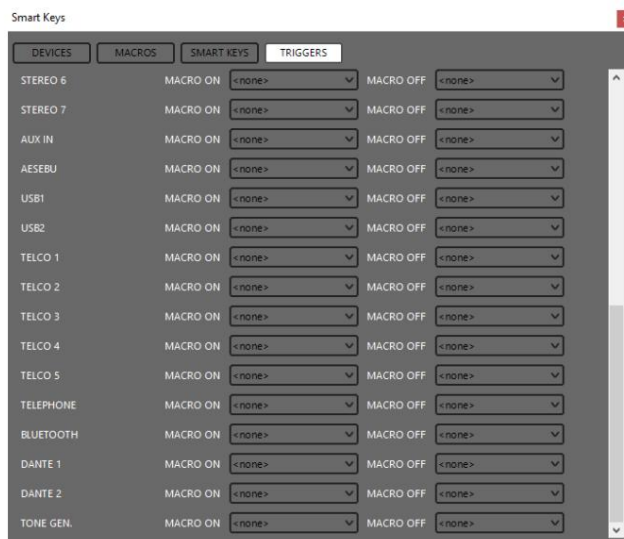 Smart Keys
DEVICES MACROS SMART KEYS TRIGGERS
STEREO 6 MACRO ON <none> MACRO OFF <none>
STEREO 7 MACRO ON <none> MACRO OFF <none>
AUX IN MACRO ON <none> MACRO OFF <none>
AESEBU MACRO ON <none> MACRO OFF <none>
USB1 MACRO ON <none> MACRO OFF <none>
USB2 MACRO ON <none> MACRO OFF <none>
TELCO 1 MACRO ON <none> MACRO OFF <none>
TELCO 2 MACRO ON <none> MACRO OFF <none>
TELCO 3 MACRO ON <none> MACRO OFF <none>
TELCO 4 MACRO ON <none> MACRO OFF <none>
TELCO 5 MACRO ON <none> MACRO OFF <none>
TELEPHONE MACRO ON <none> MACRO OFF <none>
BLUETOOTH MACRO ON <none> MACRO OFF <none>
DANTE 1 MACRO ON <none> MACRO OFF <none>
DANTE 2 MACRO ON <none> MACRO OFF <none>
TONE GEN. MACRO ON <none> MACRO OFF <none>